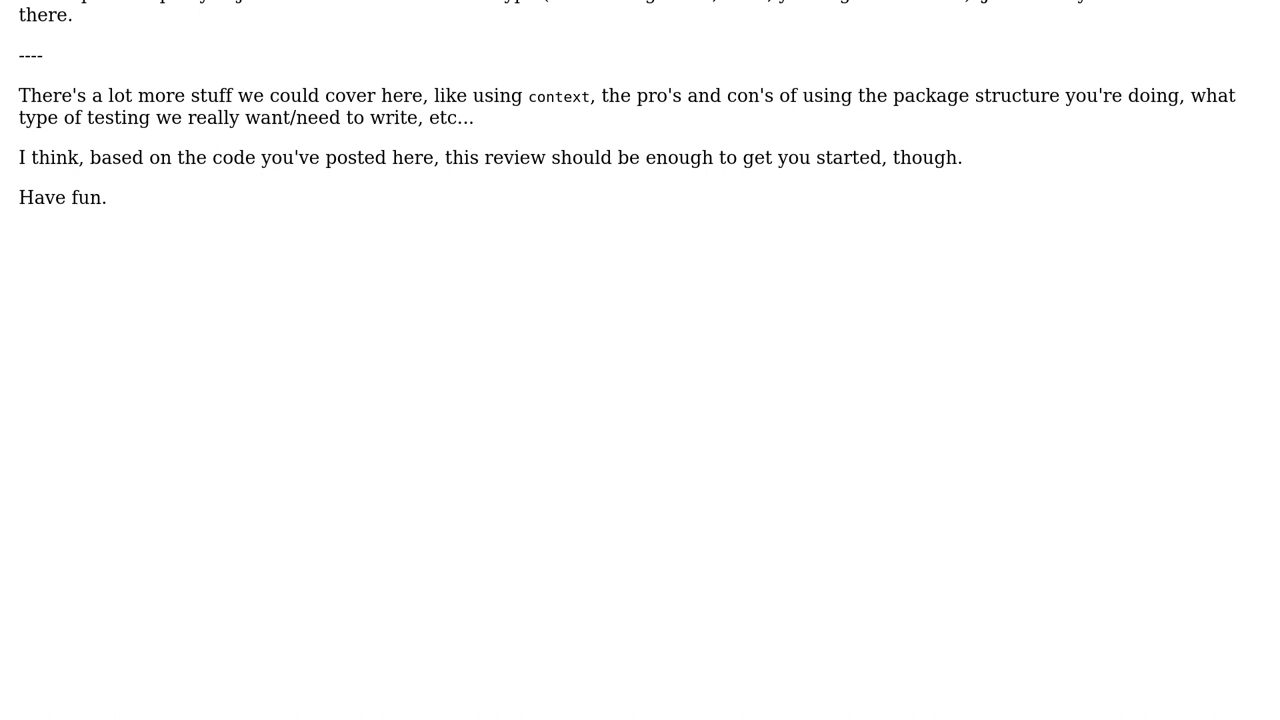 there.
----
There's a lot more stuff we could cover here, like using context, the pro's and con's of using the package structure you're doing, what
type of testing we really want/need to write, etc...
I think, based on the code you've posted here, this review should be enough to get you started, though.
Have fun.